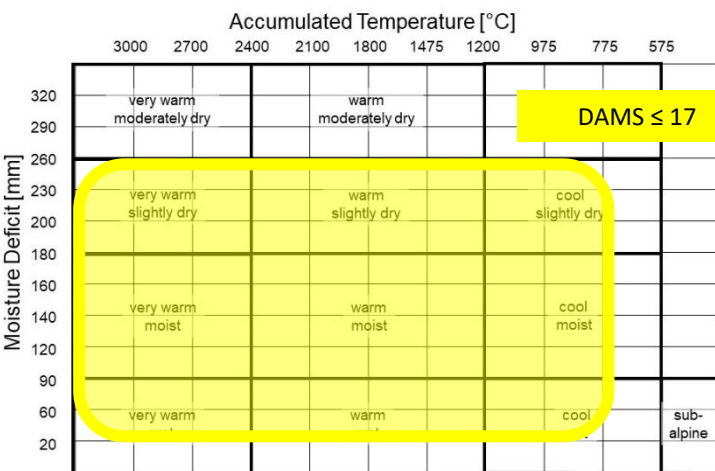 Accumulated Temperature [°C]
3000 2700 2400 2100 1800 1475 1200 975 775 575
Moisture Deficit [mm]
320
290
260
230
200
180
160
140
120
90
60
20
very warm
moderately dry
warm
moderately dry
DAMS ≤ 17
very warm
slightly dry
warm
slightly dry
cool
slightly dry
very warm
moist
warm
moist
cool
moist
very warm
warm
cool
sub-
alpine